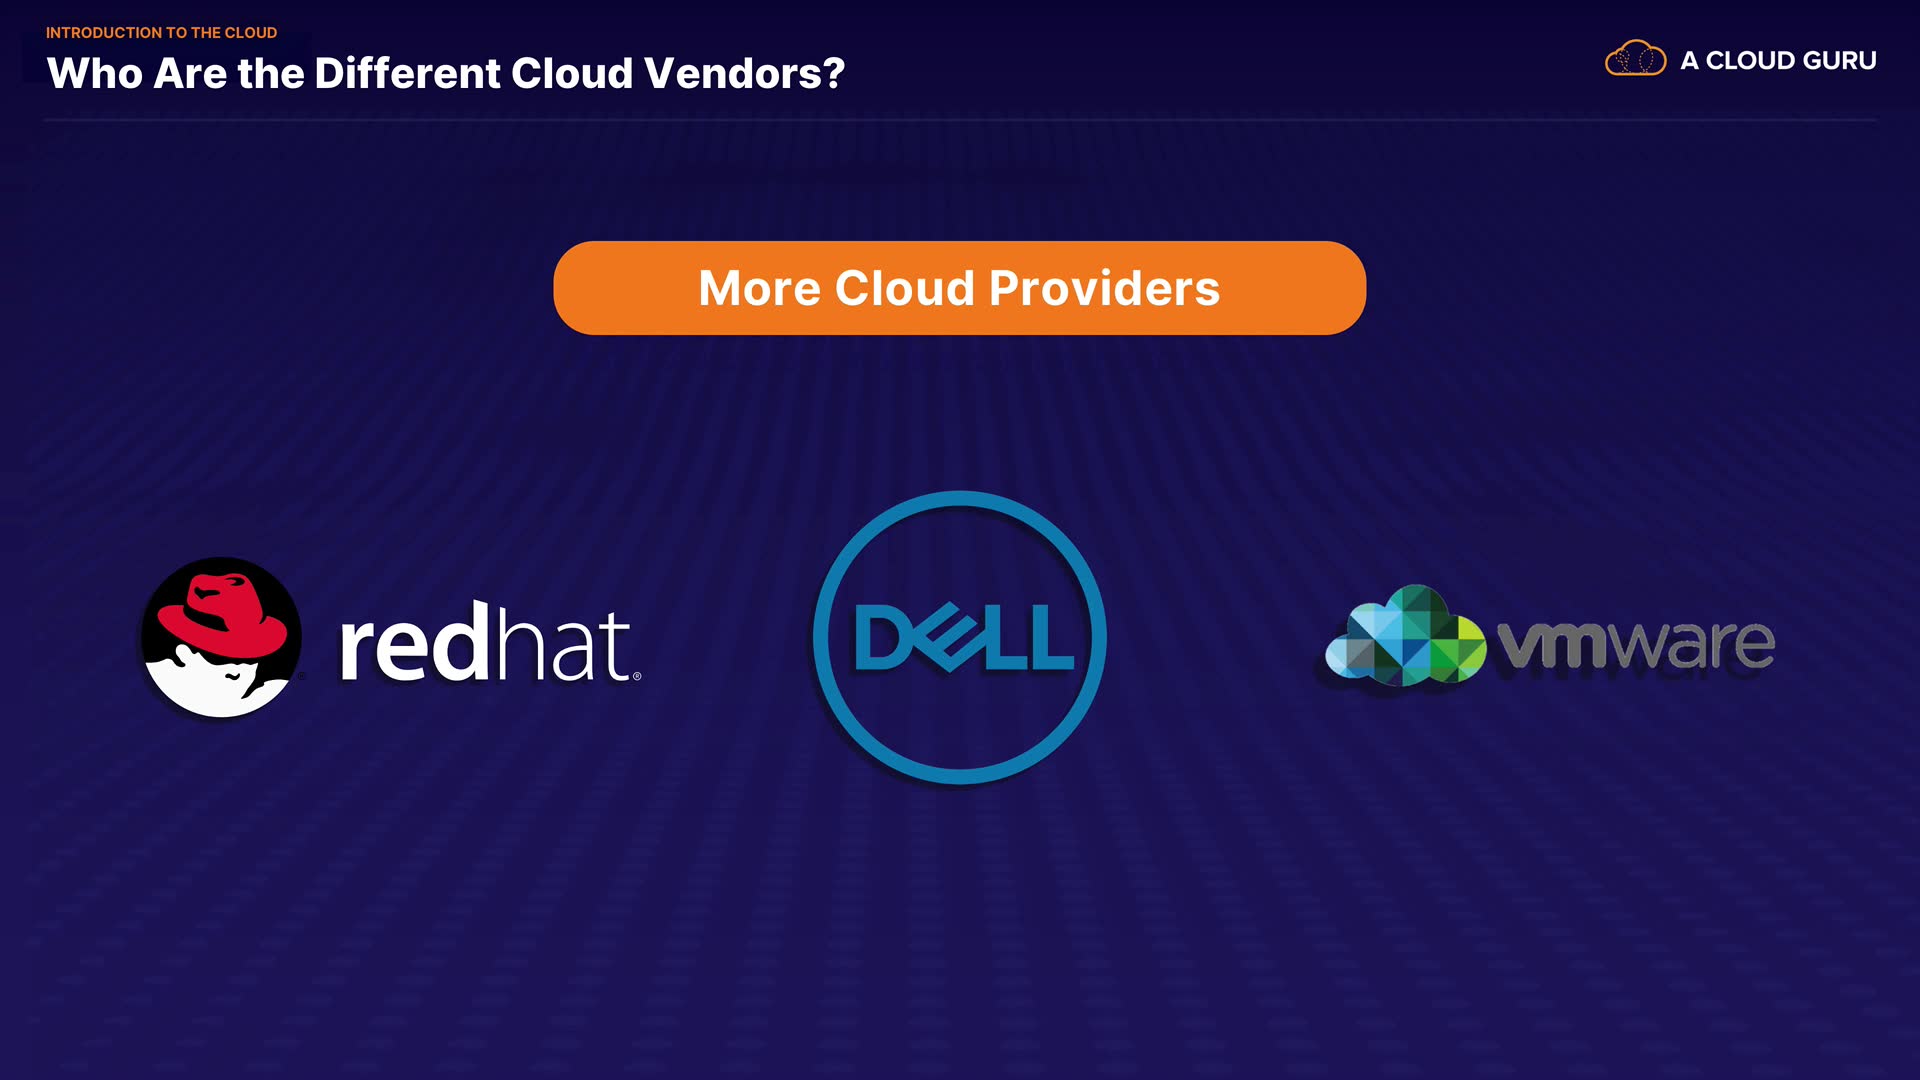 INTRODUCTION TO THE CLOUD
Who Are the Different Cloud Vendors?
A CLOUD GURU
More Cloud Providers
redhat®
DELL
vmware